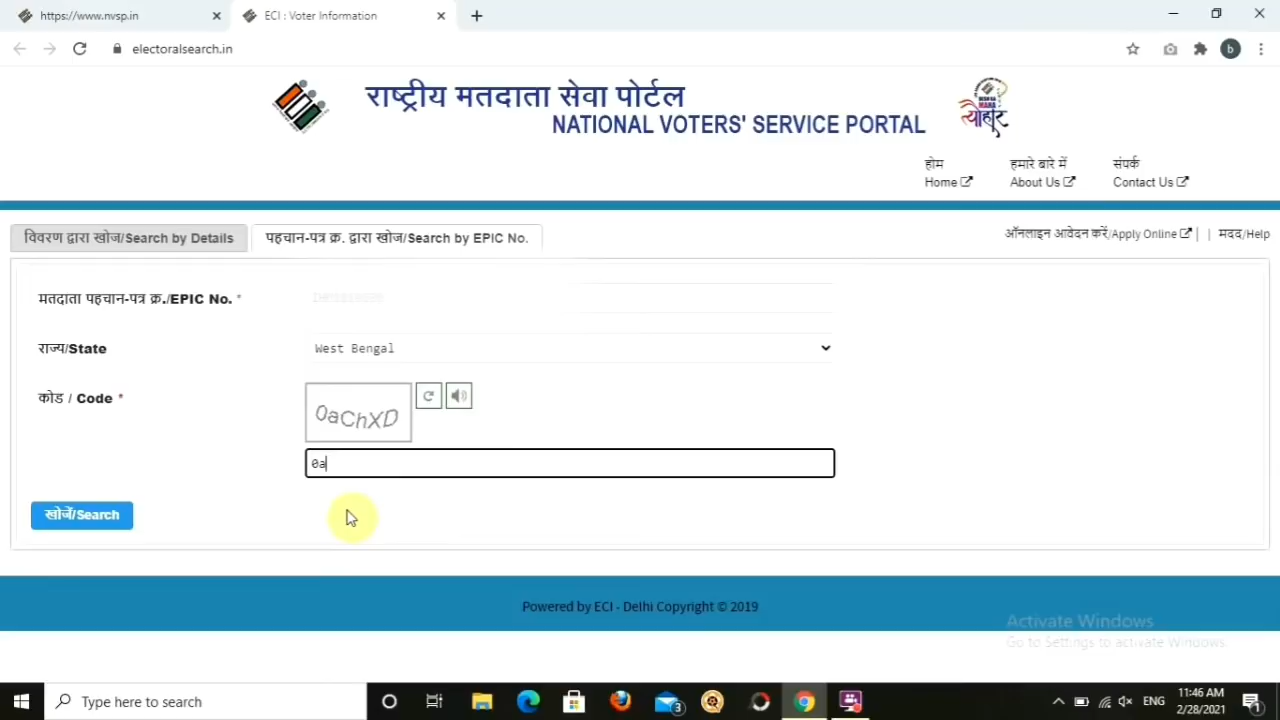 https://www.nvsp.in
ECI : Voter Information
electoralsearch.in
b
राष्ट्रीय मतदाता सेवा पोर्टल
NATIONAL VOTERS' SERVICE PORTAL
त्यौहार
होम
हमारे बारे में
संपर्क
Home
About Us
Contact Us
विवरण द्वारा खोज/Search by Details
पहचान-पत्र क्र. द्वारा खोज/Search by EPIC No.
ऑनलाइन आवेदन करें/Apply Online | | मदद/Help
मतदाता पहचान-पत्र क्र./EPIC No. *
राज्य/State
West Bengal
कोड / Code *
0aChXD
0a
खोजें/Search
Powered by ECI - Delhi Copyright © 2019
Activate Windows
Go to Settings to activate Windows.
Type here to search
3
ENG
11:46 AM
2/28/2021
1